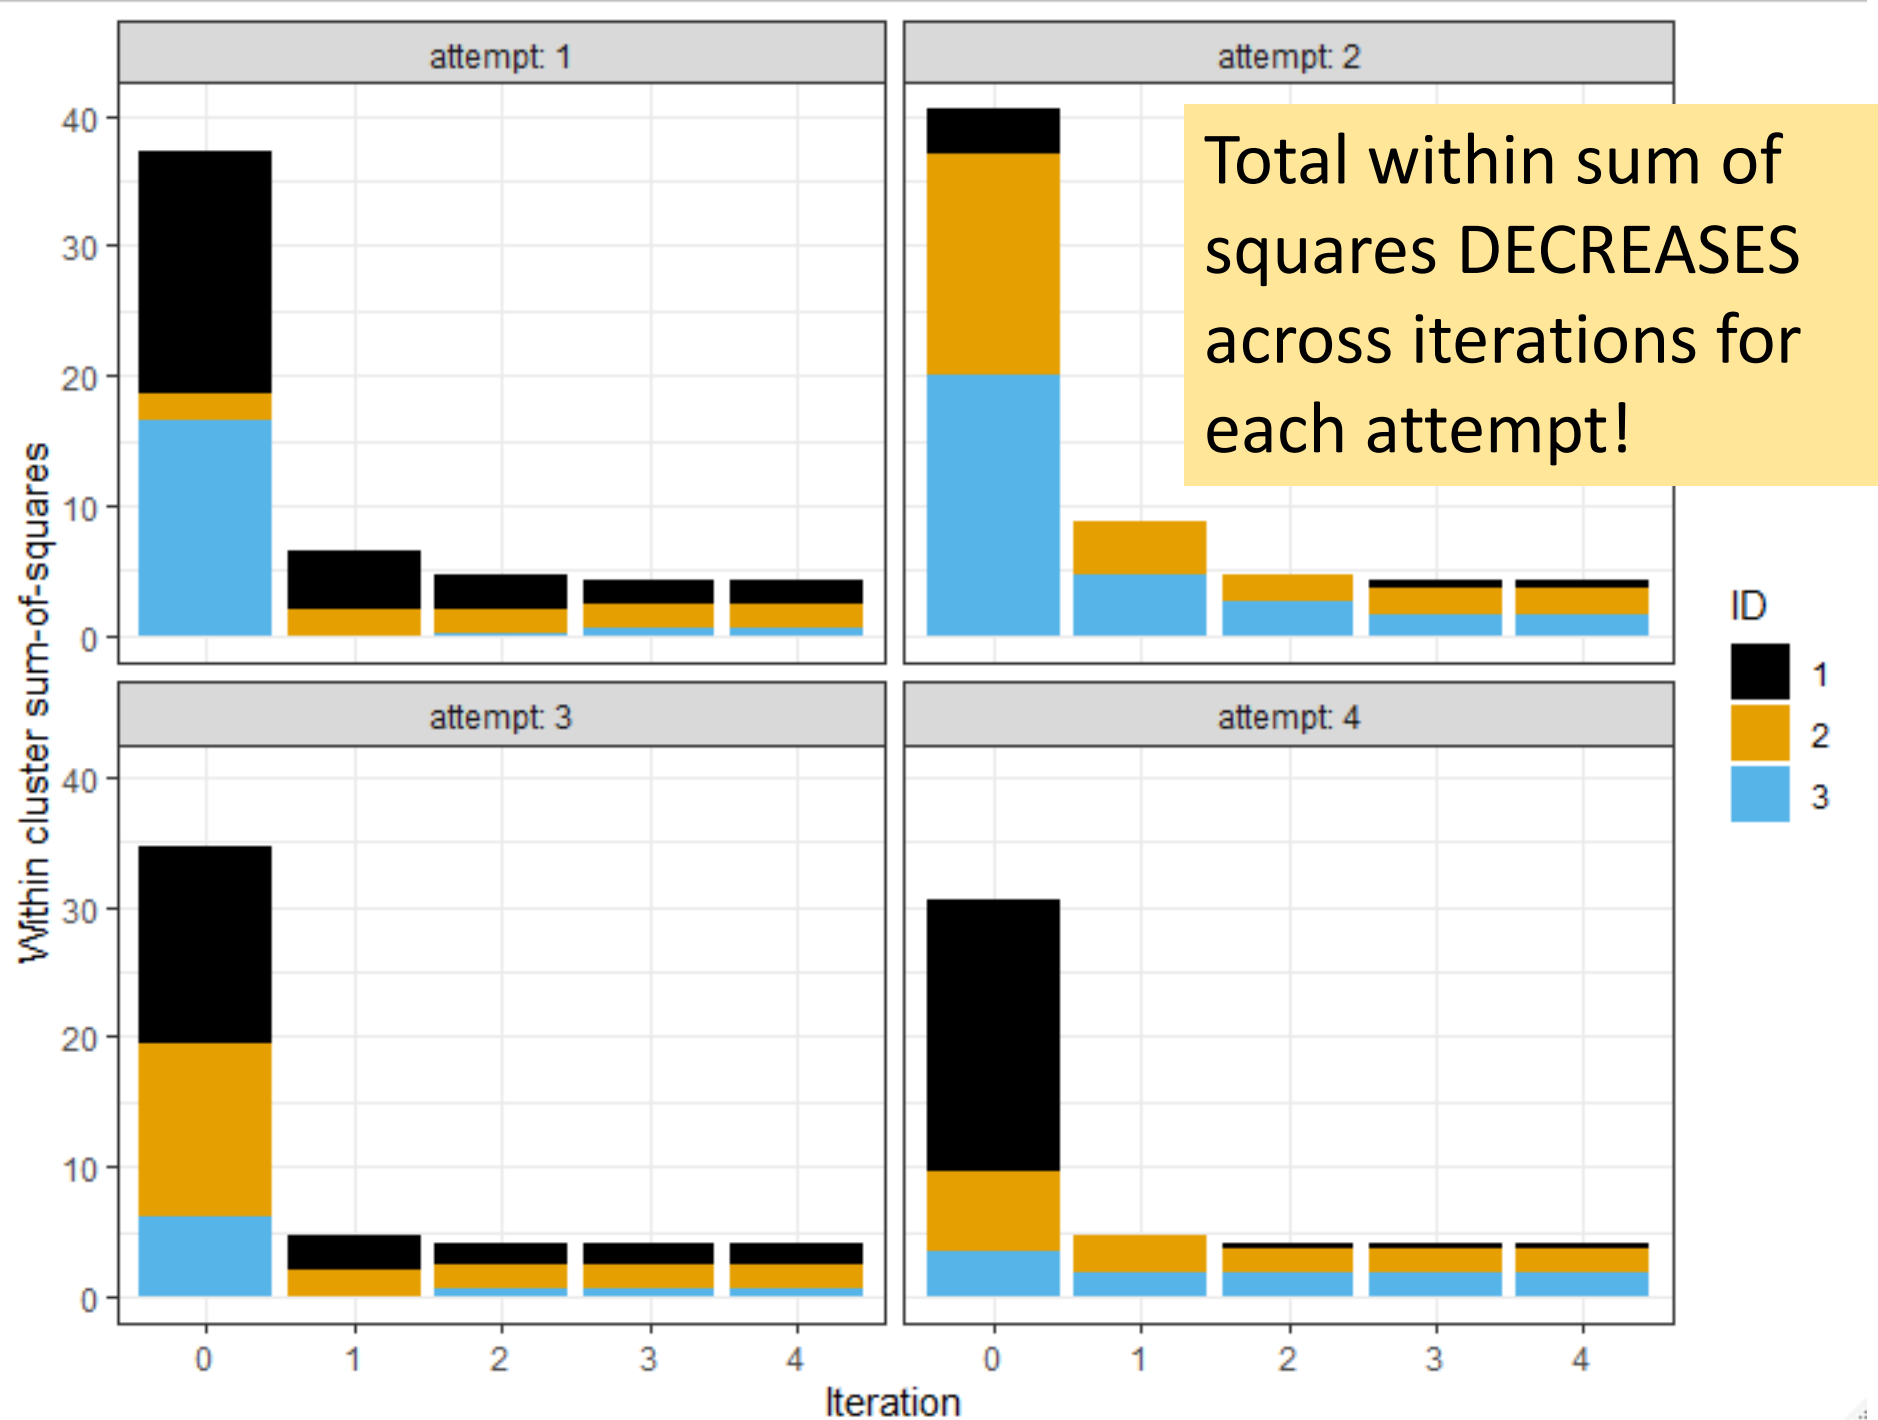 attempt: 1
attempt: 2
40
30
20
10
0
Total within sum of
squares DECREASES
across iterations for
each attempt!
Within cluster sum-of-squares
ID
1
2
3
attempt: 3
attempt: 4
40
30
20
10
0
0 1 2 3 4
0 1 2 3 4
Iteration